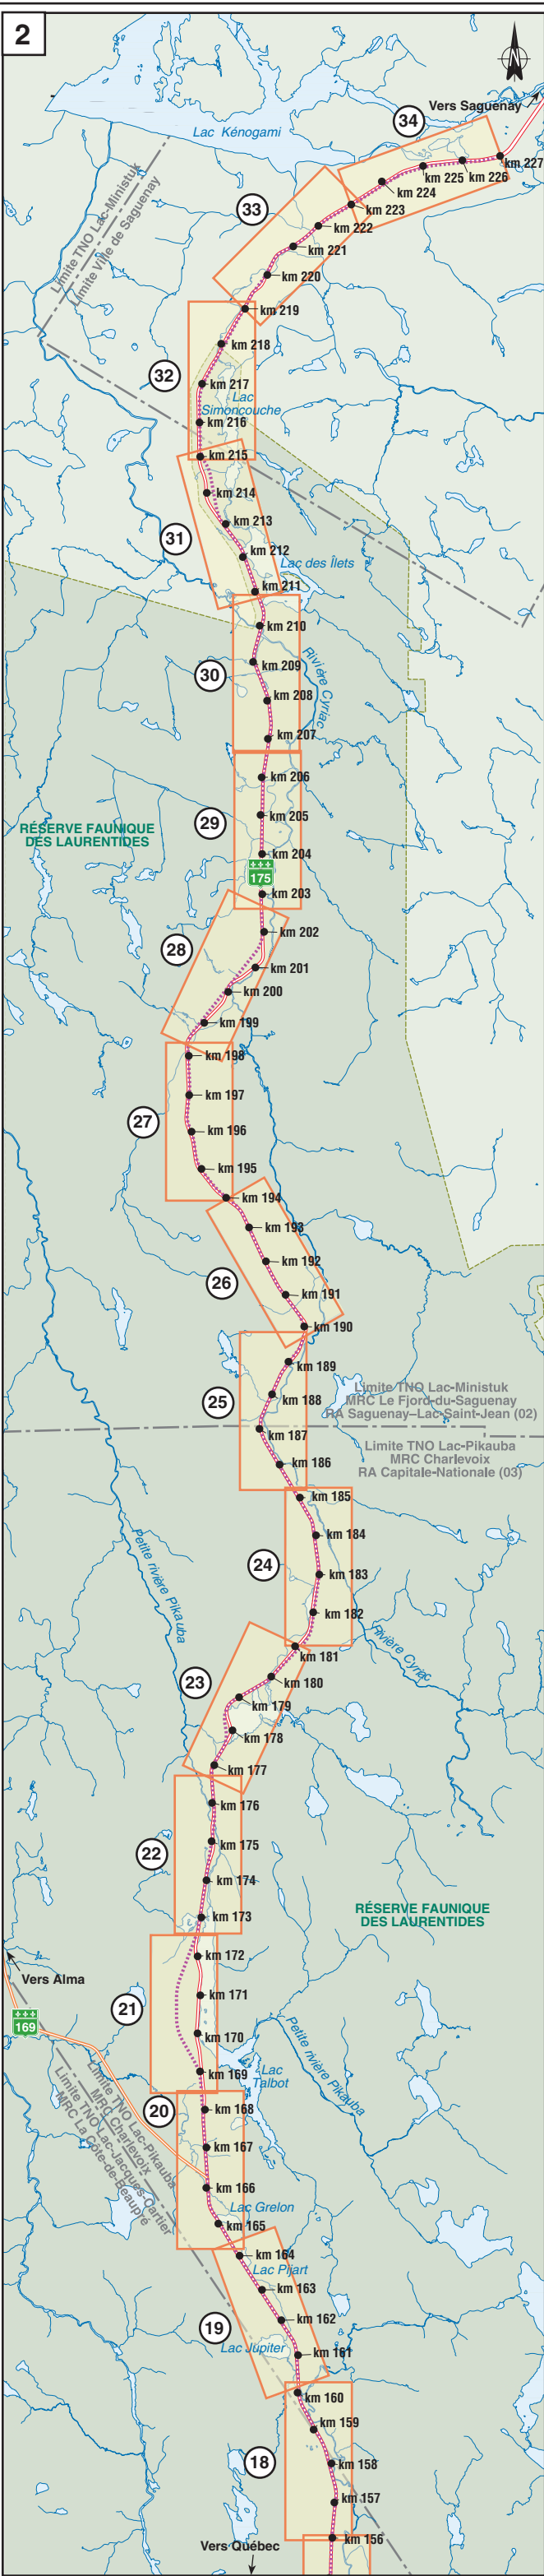 2
Vers Saguenay
34
Lac Kénogami
km 227
km 226
km 225
km 224
Limite TNO Lac-Ministuk
Limite Ville de Saguenay
33
km 223
km 222
km 221
km 220
km 219
km 218
32
km 217
Lac
Simoncouche
km 216
km 215
km 214
km 213
31
km 212
Lac des Îlets
km 211
km 210
Rivière Cyriac
km 209
30
km 208
km 207
km 206
km 205
29
RÉSERVE FAUNIQUE
DES LAURENTIDES
km 204
175
km 203
km 202
28
km 201
km 200
km 199
km 198
km 197
27
km 196
km 195
km 194
km 193
km 192
26
km 191
km 190
km 189
Limite TNO Lac-Ministuk
MRC Le Fjord-du-Saguenay
RA Saguenay–Lac-Saint-Jean (02)
km 188
25
km 187
Limite TNO Lac-Pikauba
MRC Charlevoix
RA Capitale-Nationale (03)
km 186
km 185
km 184
Petite rivière Pikauba
24
km 183
km 182
Rivière Cyriac
km 181
23
km 180
km 179
km 178
km 177
km 176
km 175
22
km 174
RÉSERVE FAUNIQUE
DES LAURENTIDES
km 173
km 172
Vers Alma
km 171
21
169
km 170
Petite rivière Pikauba
km 169
Lac
Talbot
Limite TNO Lac-Pikauba
MRC Charlevoix
Limite TNO Lac-Jacques-Cartier
MRC La Côte-de-Beaupré
20
km 168
km 167
km 166
Lac Grelon
km 165
km 164
Lac Pijart
km 163
km 162
19
Lac Jupiter
km 161
km 160
km 159
18
km 158
km 157
km 156
Vers Québec